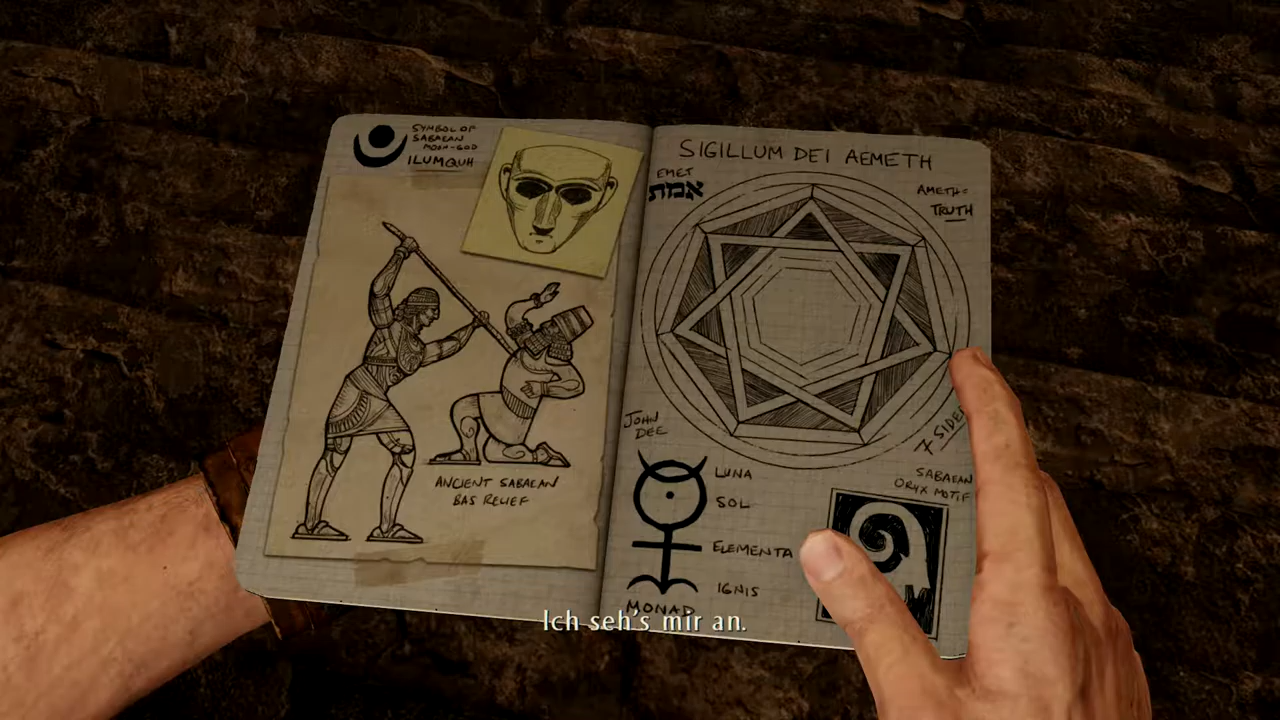 SYMBOL OF
SABAEAN
MOON-GOD
ILUMQUH
ANCIENT SABAEAN
BAS RELIEF
SIGILLUM DEI AEMETH
EMET
אמת
AMETH=
TRUTH
7 SIDED
JOHN
DEE
LUNA
SOL
ELEMENTA
IGNIS
MONAD
SABAEAN
ORYX MOTIF
Ich seh's mir an.